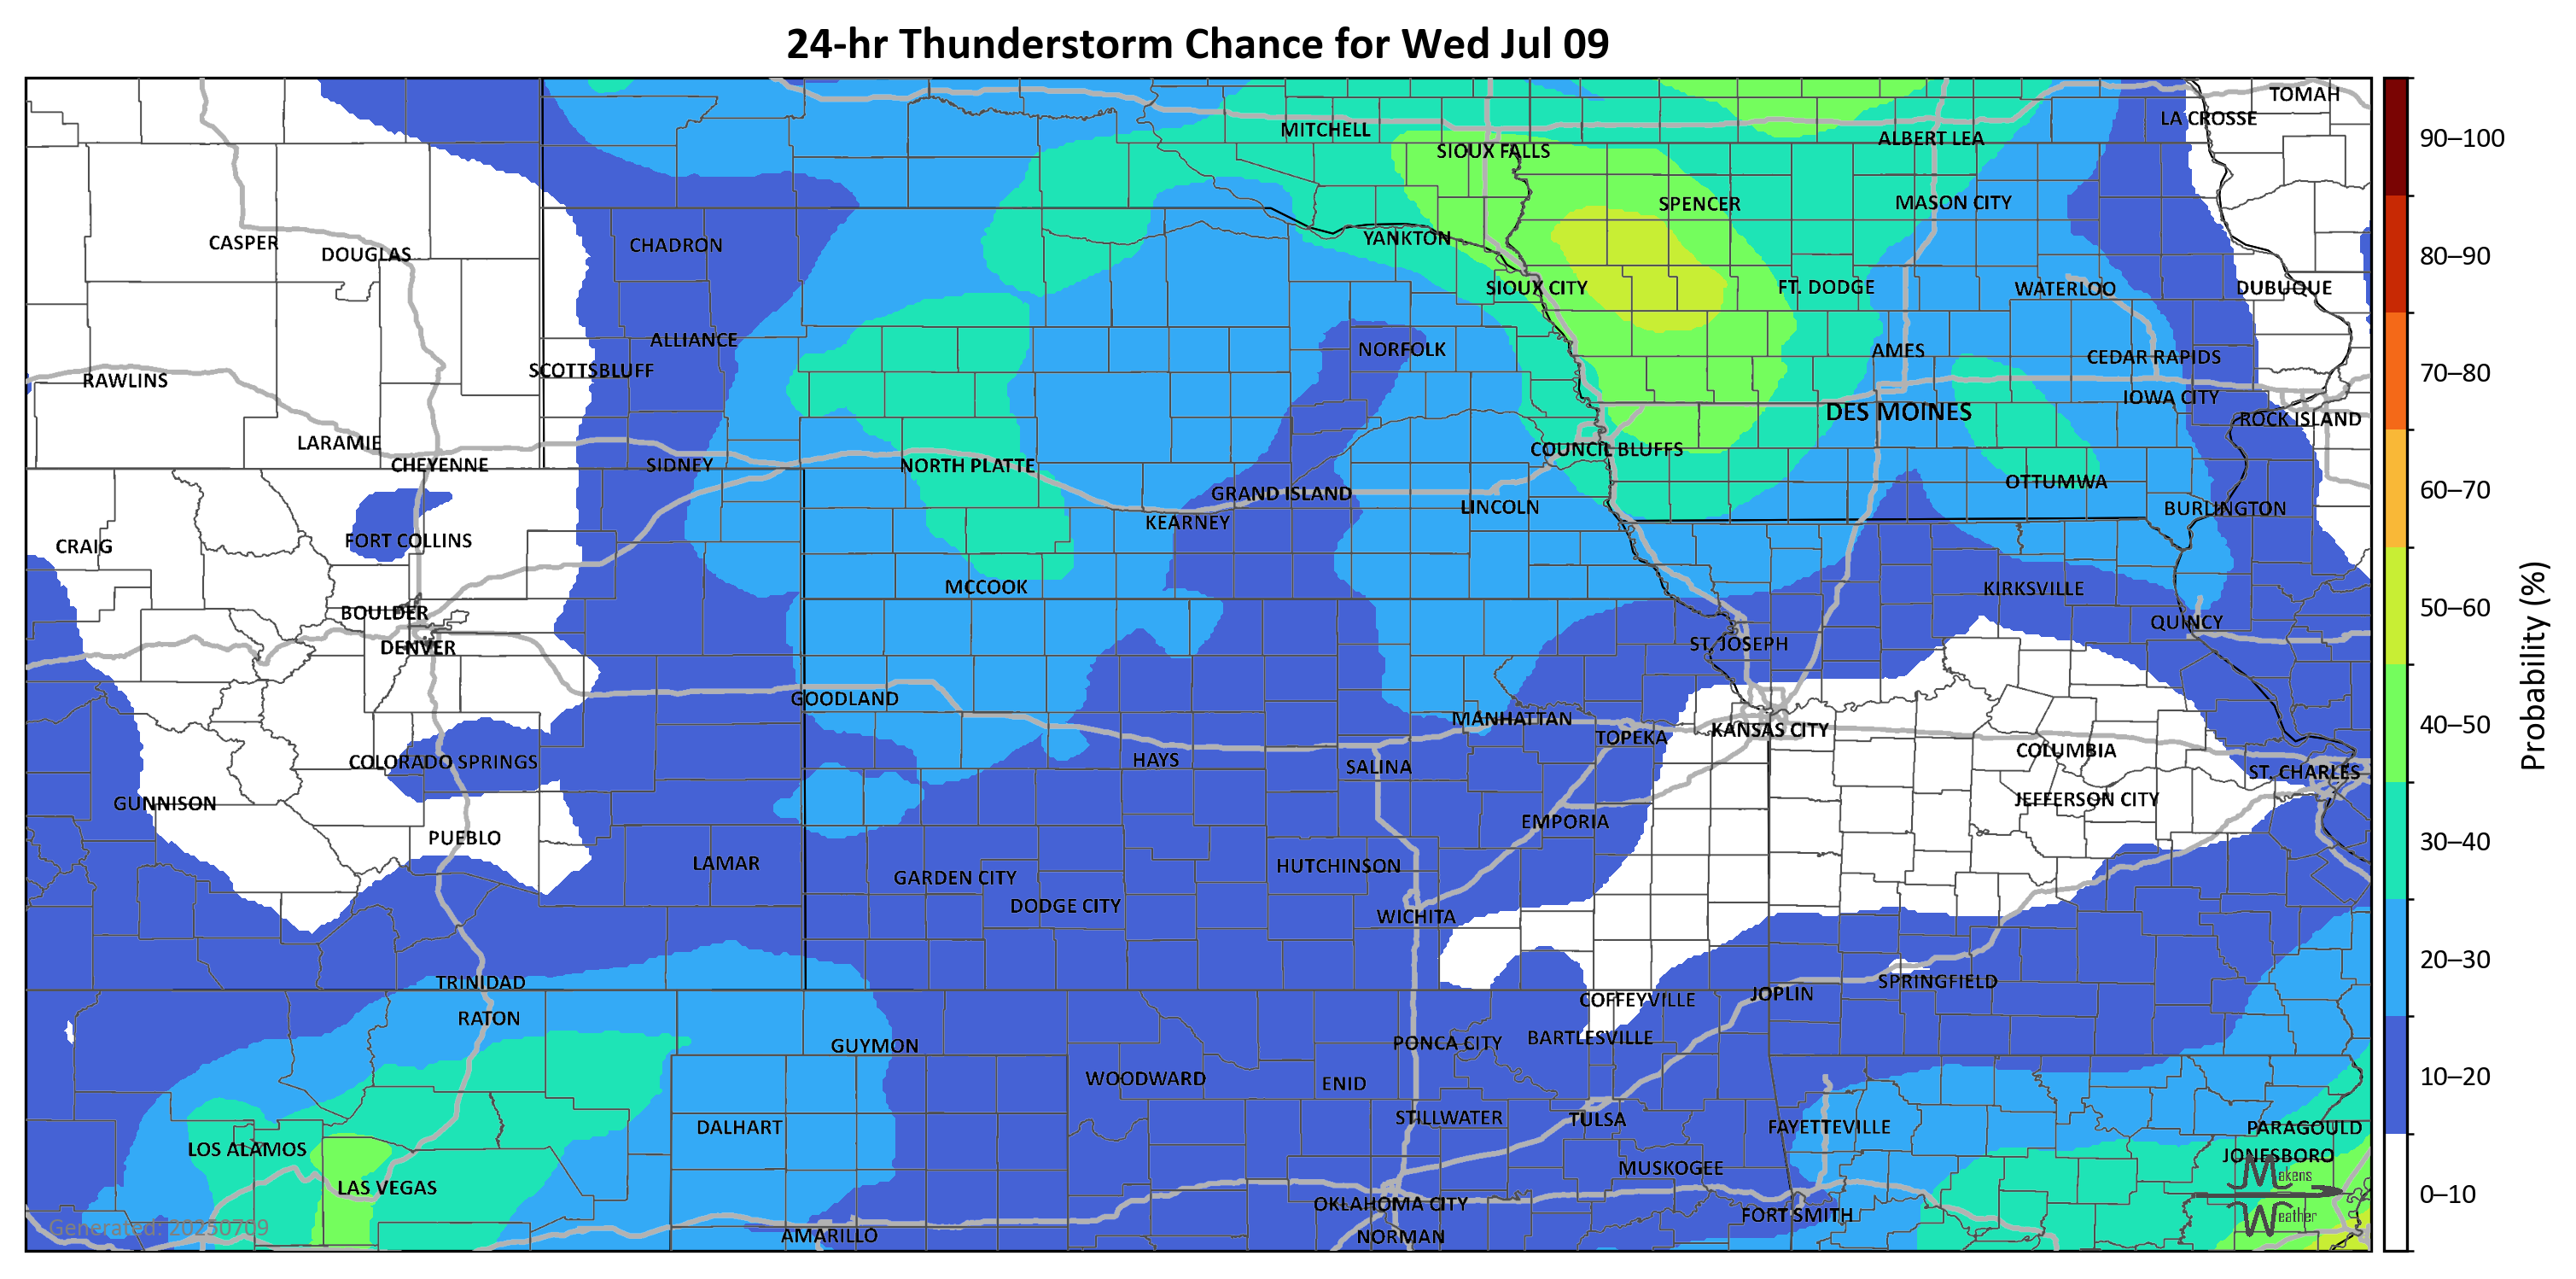 24-hr Thunderstorm Chance for Wed Jul 09
TOMAH
LA CROSSE
MITCHELL
ALBERT LEA
90–100
SIOUX FALLS
SPENCER
MASON CITY
CASPER
DOUGLAS
CHADRON
YANKTON
80–90
SIOUX CITY
FT. DODGE
WATERLOO
DUBUQUE
ALLIANCE
NORFOLK
AMES
CEDAR RAPIDS
RAWLINS
SCOTTSBLUFF
70–80
IOWA CITY
DES MOINES
ROCK ISLAND
LARAMIE
CHEYENNE
SIDNEY
NORTH PLATTE
COUNCIL BLUFFS
OTTUMWA
60–70
GRAND ISLAND
LINCOLN
BURLINGTON
KEARNEY
CRAIG
FORT COLLINS
MCCOOK
KIRKSVILLE
50–60
BOULDER
QUINCY
DENVER
ST. JOSEPH
Probability (%)
GOODLAND
MANHATTAN
TOPEKA
KANSAS CITY
40–50
COLUMBIA
COLORADO SPRINGS
HAYS
SALINA
ST. CHARLES
GUNNISON
JEFFERSON CITY
PUEBLO
EMPORIA
30–40
LAMAR
GARDEN CITY
HUTCHINSON
DODGE CITY
WICHITA
20–30
TRINIDAD
SPRINGFIELD
COFFEYVILLE
JOPLIN
RATON
GUYMON
PONCA CITY
BARTLESVILLE
WOODWARD
ENID
10–20
DALHART
STILLWATER
TULSA
FAYETTEVILLE
PARAGOULD
LOS ALAMOS
JONESBORO
MUSKOGEE
Makens
LAS VEGAS
OKLAHOMA CITY
0–10
FORT SMITH
Weather
Generated: 20250709
AMARILLO
NORMAN